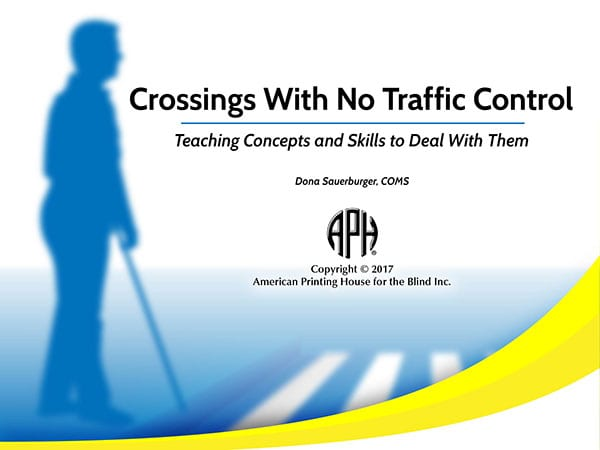 Crossings With No Traffic Control
Teaching Concepts and Skills to Deal With Them
Dona Sauerburger, COMS
APH®
Copyright © 2017
American Printing House for the Blind Inc.